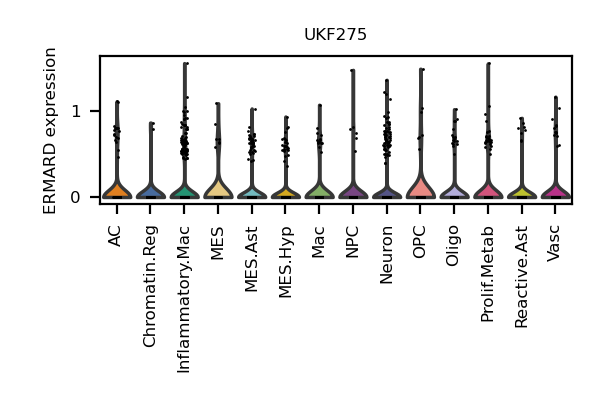 UKF275
ERMARD expression
1
0
AC
Chromatin.Reg
Inflammatory.Mac
MES
MES.Ast
MES.Hyp
Mac
NPC
Neuron
OPC
Oligo
Prolif.Metab
Reactive.Ast
Vasc